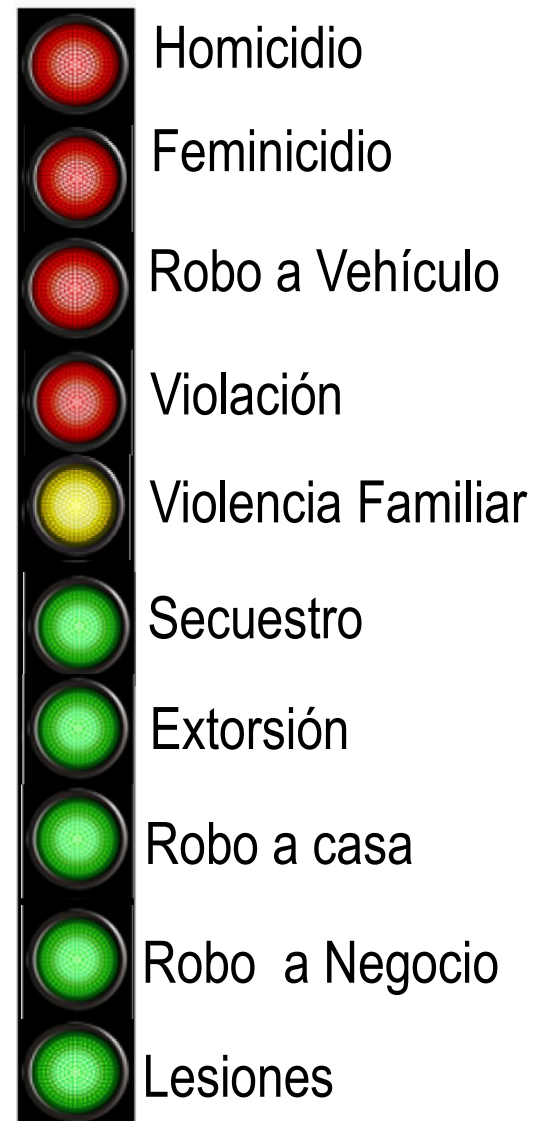 Homicidio
Feminicidio
Robo a Vehículo
Violación
Violencia Familiar
Secuestro
Extorsión
Robo a casa
Robo  a Negocio
Lesiones